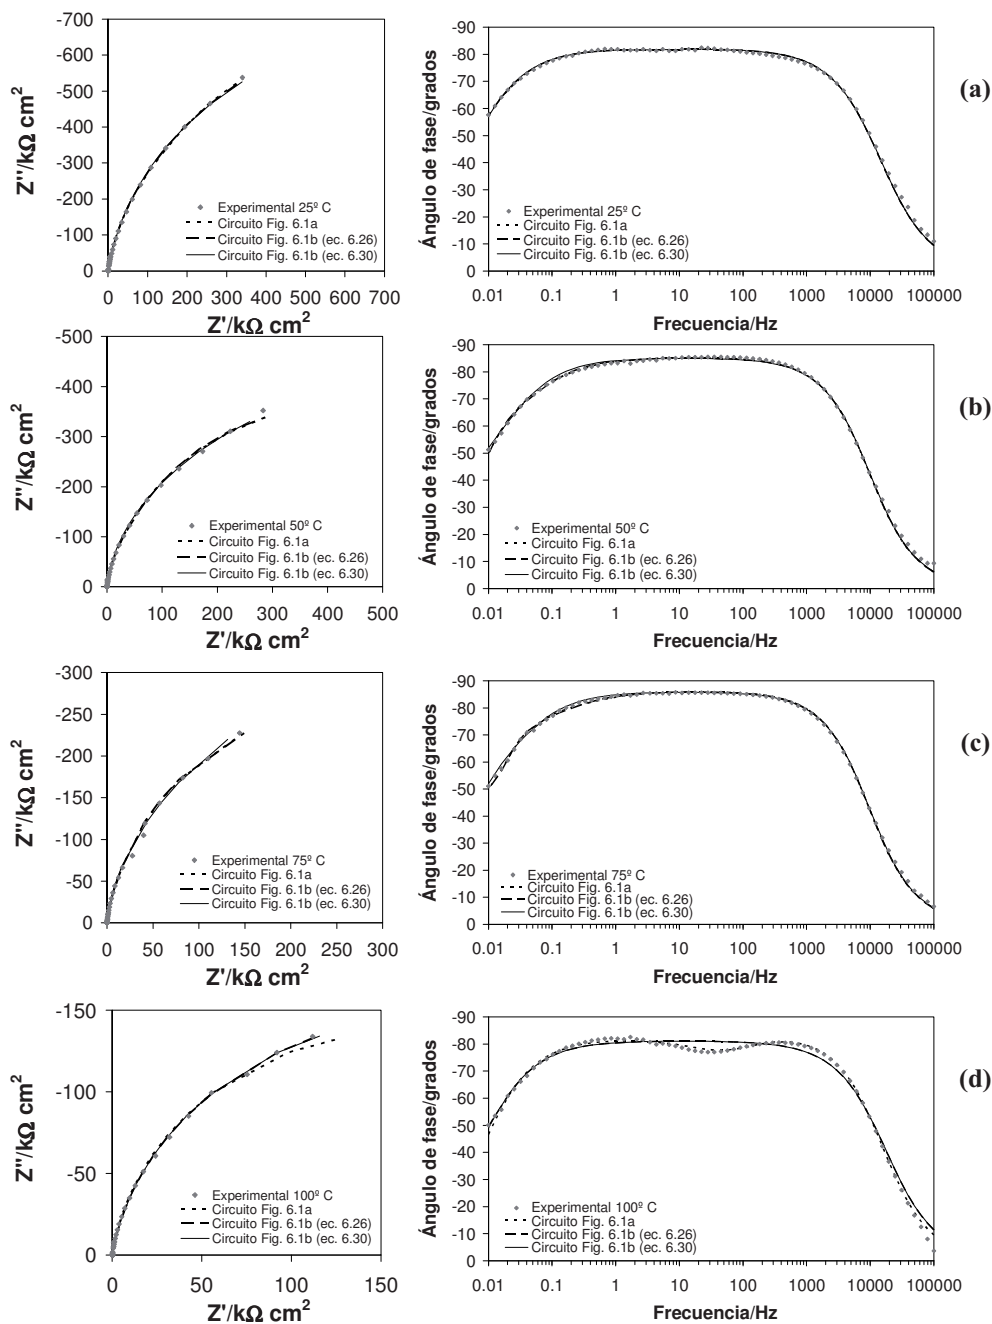 -700
-600
-500
-400
-300
-200
-100
0
Z''/kΩ cm²
0 100 200 300 400 500 600 700
Z'/kΩ cm²
Experimental 25º C
Circuito Fig. 6.1a
Circuito Fig. 6.1b (ec. 6.26)
Circuito Fig. 6.1b (ec. 6.30)
-90
-80
-70
-60
-50
-40
-30
-20
-10
0
Ángulo de fase/grados
0.01 0.1 1 10 100 1000 10000 100000
Frecuencia/Hz
Experimental 25º C
Circuito Fig. 6.1a
Circuito Fig. 6.1b (ec. 6.26)
Circuito Fig. 6.1b (ec. 6.30)
(a)
-500
-400
-300
-200
-100
0
Z''/kΩ cm²
0 100 200 300 400 500
Z'/kΩ cm²
Experimental 50º C
Circuito Fig. 6.1a
Circuito Fig. 6.1b (ec. 6.26)
Circuito Fig. 6.1b (ec. 6.30)
-90
-80
-70
-60
-50
-40
-30
-20
-10
0
Ángulo de fase/grados
0.01 0.1 1 10 100 1000 10000 100000
Frecuencia/Hz
Experimental 50º C
Circuito Fig. 6.1a
Circuito Fig. 6.1b (ec. 6.26)
Circuito Fig. 6.1b (ec. 6.30)
(b)
-300
-250
-200
-150
-100
-50
0
Z''/kΩ cm²
0 50 100 150 200 250 300
Z'/kΩ cm²
Experimental 75º C
Circuito Fig. 6.1a
Circuito Fig. 6.1b (ec. 6.26)
Circuito Fig. 6.1b (ec. 6.30)
-90
-80
-70
-60
-50
-40
-30
-20
-10
0
Ángulo de fase/grados
0.01 0.1 1 10 100 1000 10000 100000
Frecuencia/Hz
Experimental 75º C
Circuito Fig. 6.1a
Circuito Fig. 6.1b (ec. 6.26)
Circuito Fig. 6.1b (ec. 6.30)
(c)
-150
-100
-50
0
Z''/kΩ cm²
0 50 100 150
Z'/kΩ cm²
Experimental 100º C
Circuito Fig. 6.1a
Circuito Fig. 6.1b (ec. 6.26)
Circuito Fig. 6.1b (ec. 6.30)
-90
-80
-70
-60
-50
-40
-30
-20
-10
0
Ángulo de fase/grados
0.01 0.1 1 10 100 1000 10000 100000
Frecuencia/Hz
Experimental 100º C
Circuito Fig. 6.1a
Circuito Fig. 6.1b (ec. 6.26)
Circuito Fig. 6.1b (ec. 6.30)
(d)